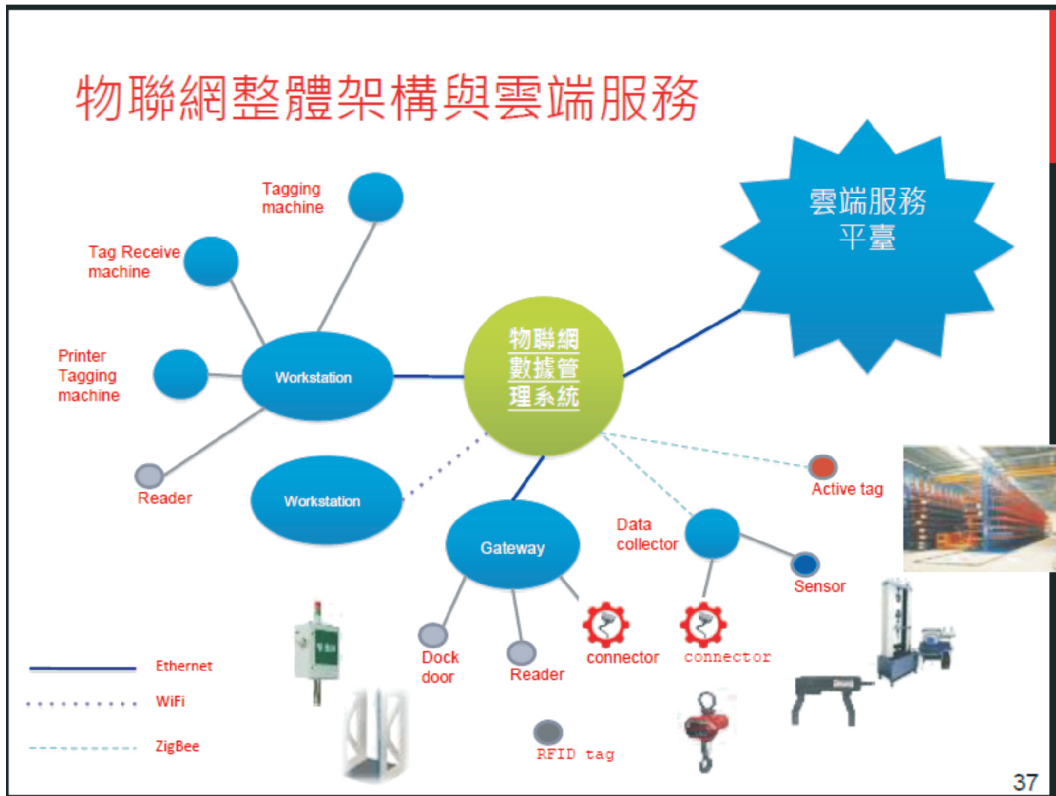 物聯網整體架構與雲端服務
Tagging
machine
雲端服務
平臺
Tag Receive
machine
物聯網
數據管
理系統
Printer
Tagging
machine
Workstation
Reader
Workstation
Active tag
Data
collector
Gateway
Sensor
Dock
door
Reader
connector
connector
Ethernet
WiFi
ZigBee
RFID tag
37